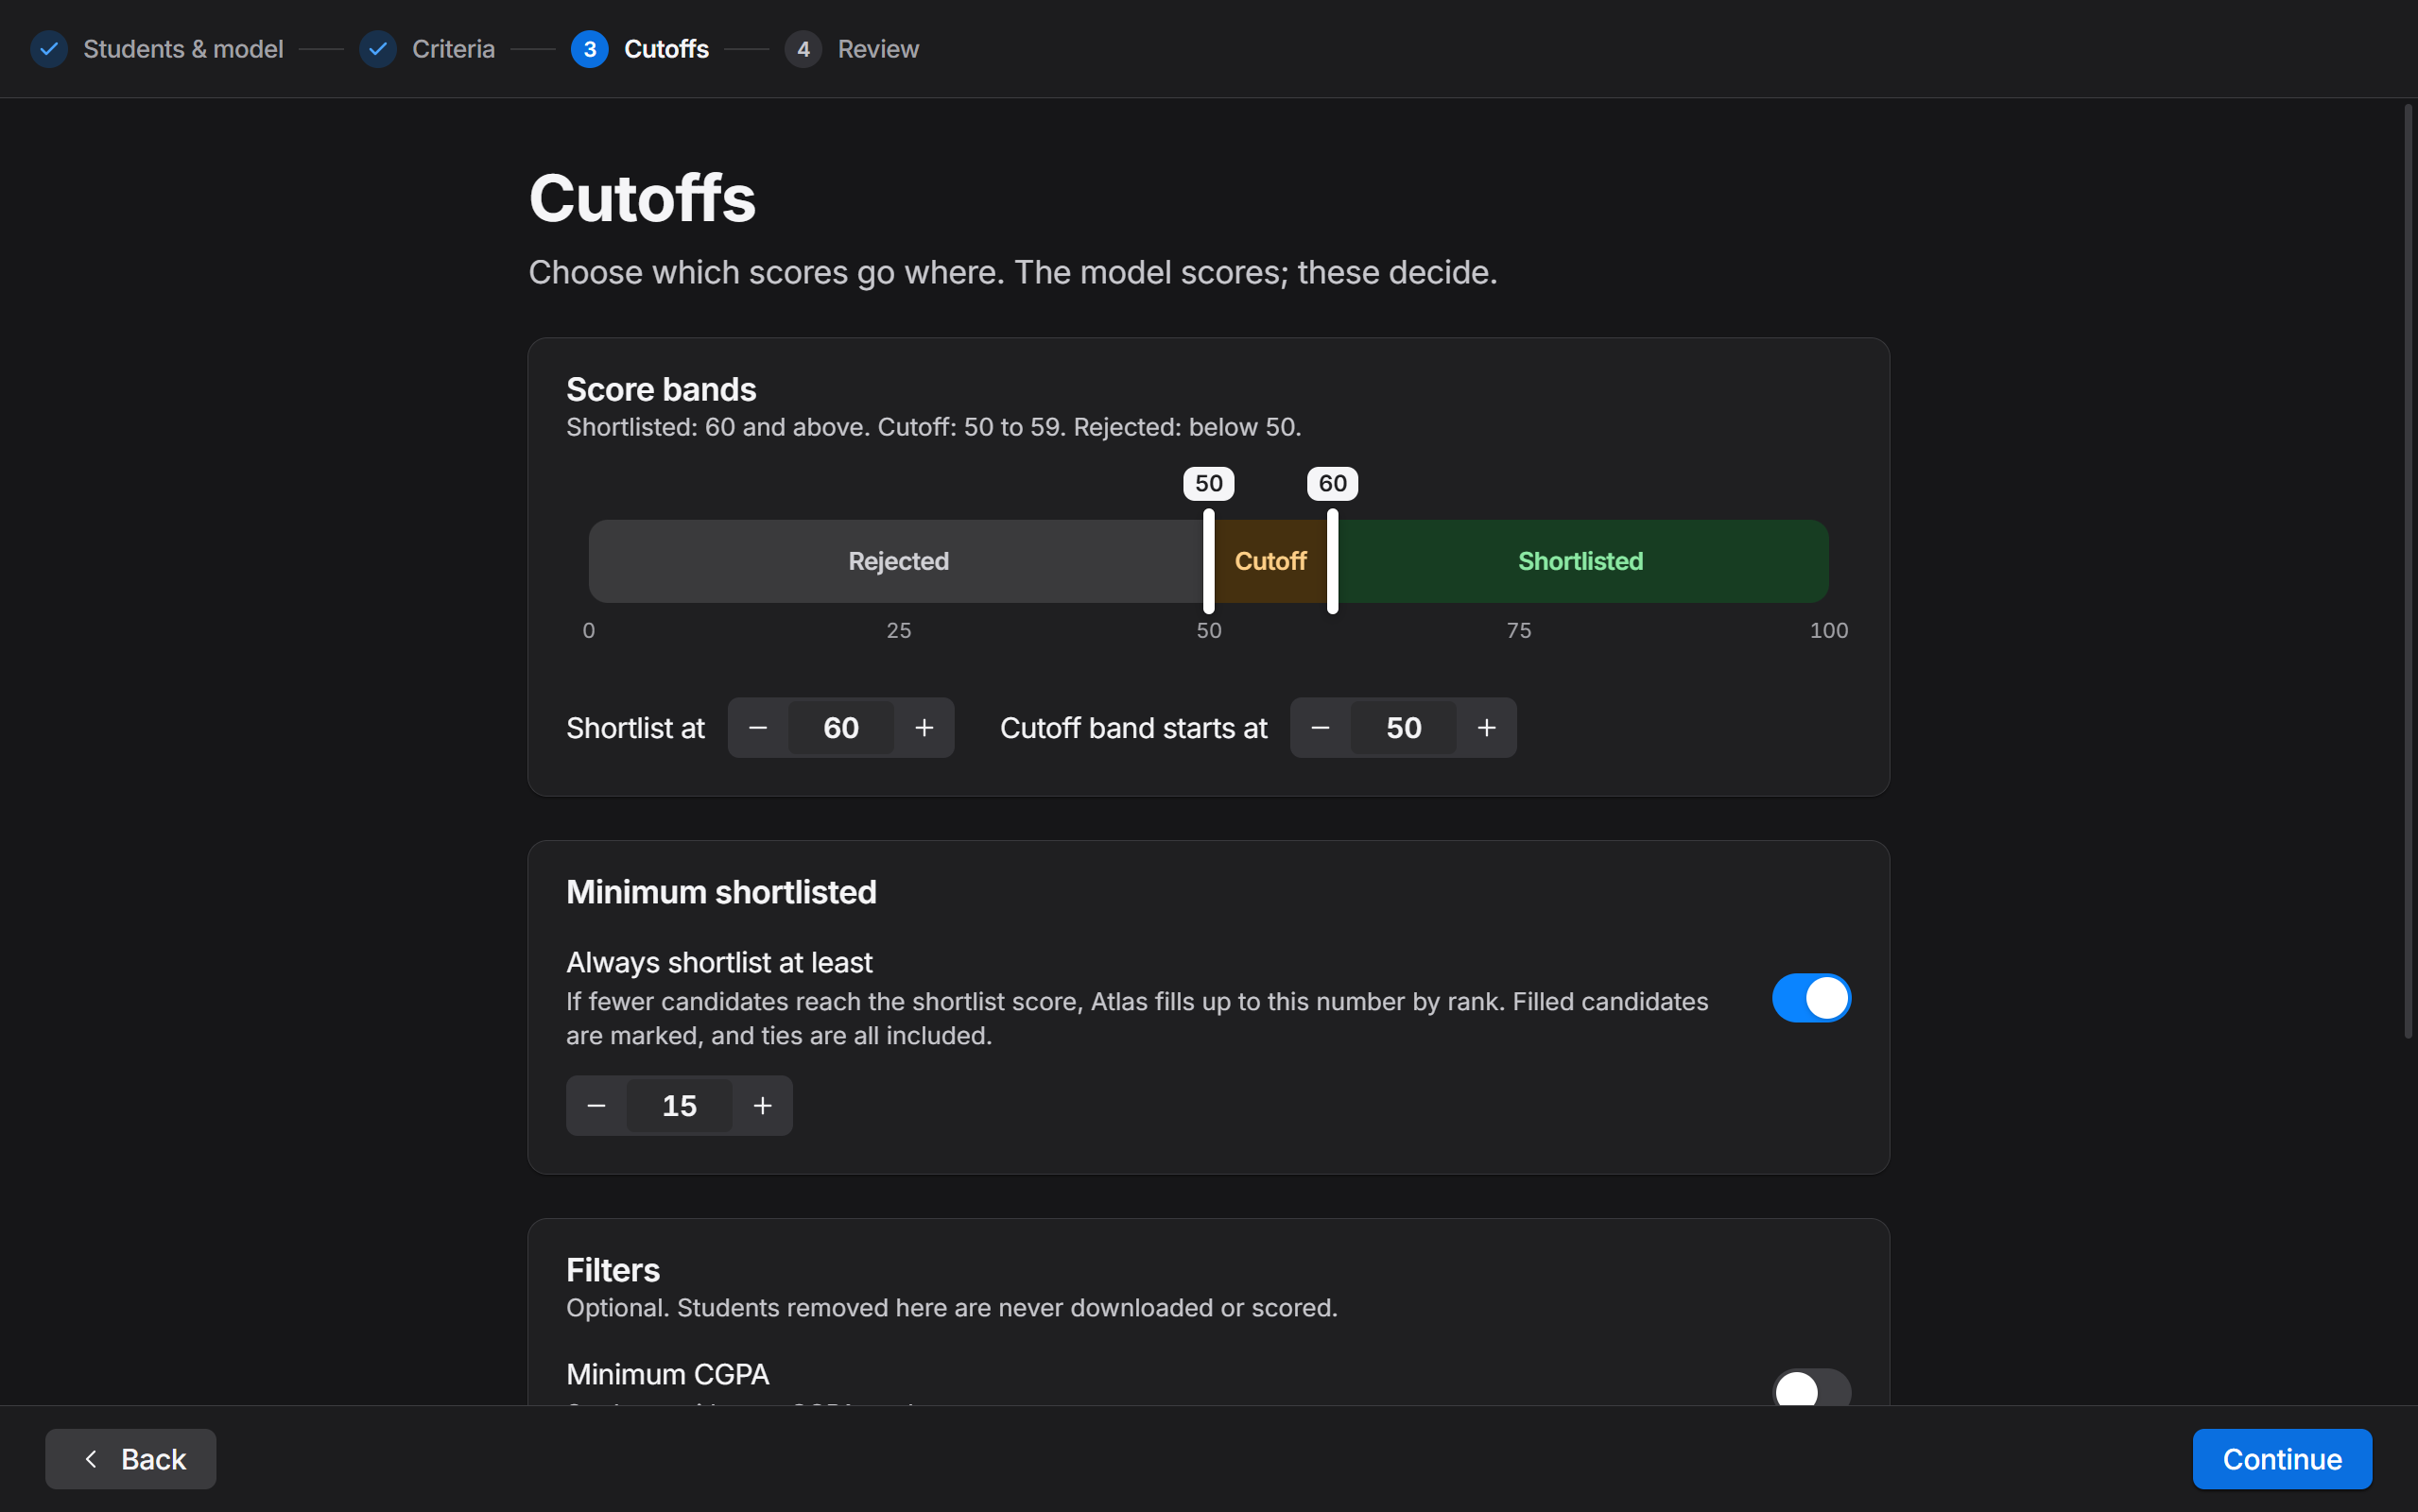 Students & model
Criteria
3 Cutoffs
4 Review
Cutoffs
Choose which scores go where. The model scores; these decide.
Score bands
Shortlisted: 60 and above. Cutoff: 50 to 59. Rejected: below 50.
50 60
Rejected Cutoff Shortlisted
0 25 50 75 100
Shortlist at − 60 + Cutoff band starts at − 50 +
Minimum shortlisted
Always shortlist at least
If fewer candidates reach the shortlist score, Atlas fills up to this number by rank. Filled candidates
are marked, and ties are all included.
− 15 +
Filters
Optional. Students removed here are never downloaded or scored.
Minimum CGPA
Back Continue